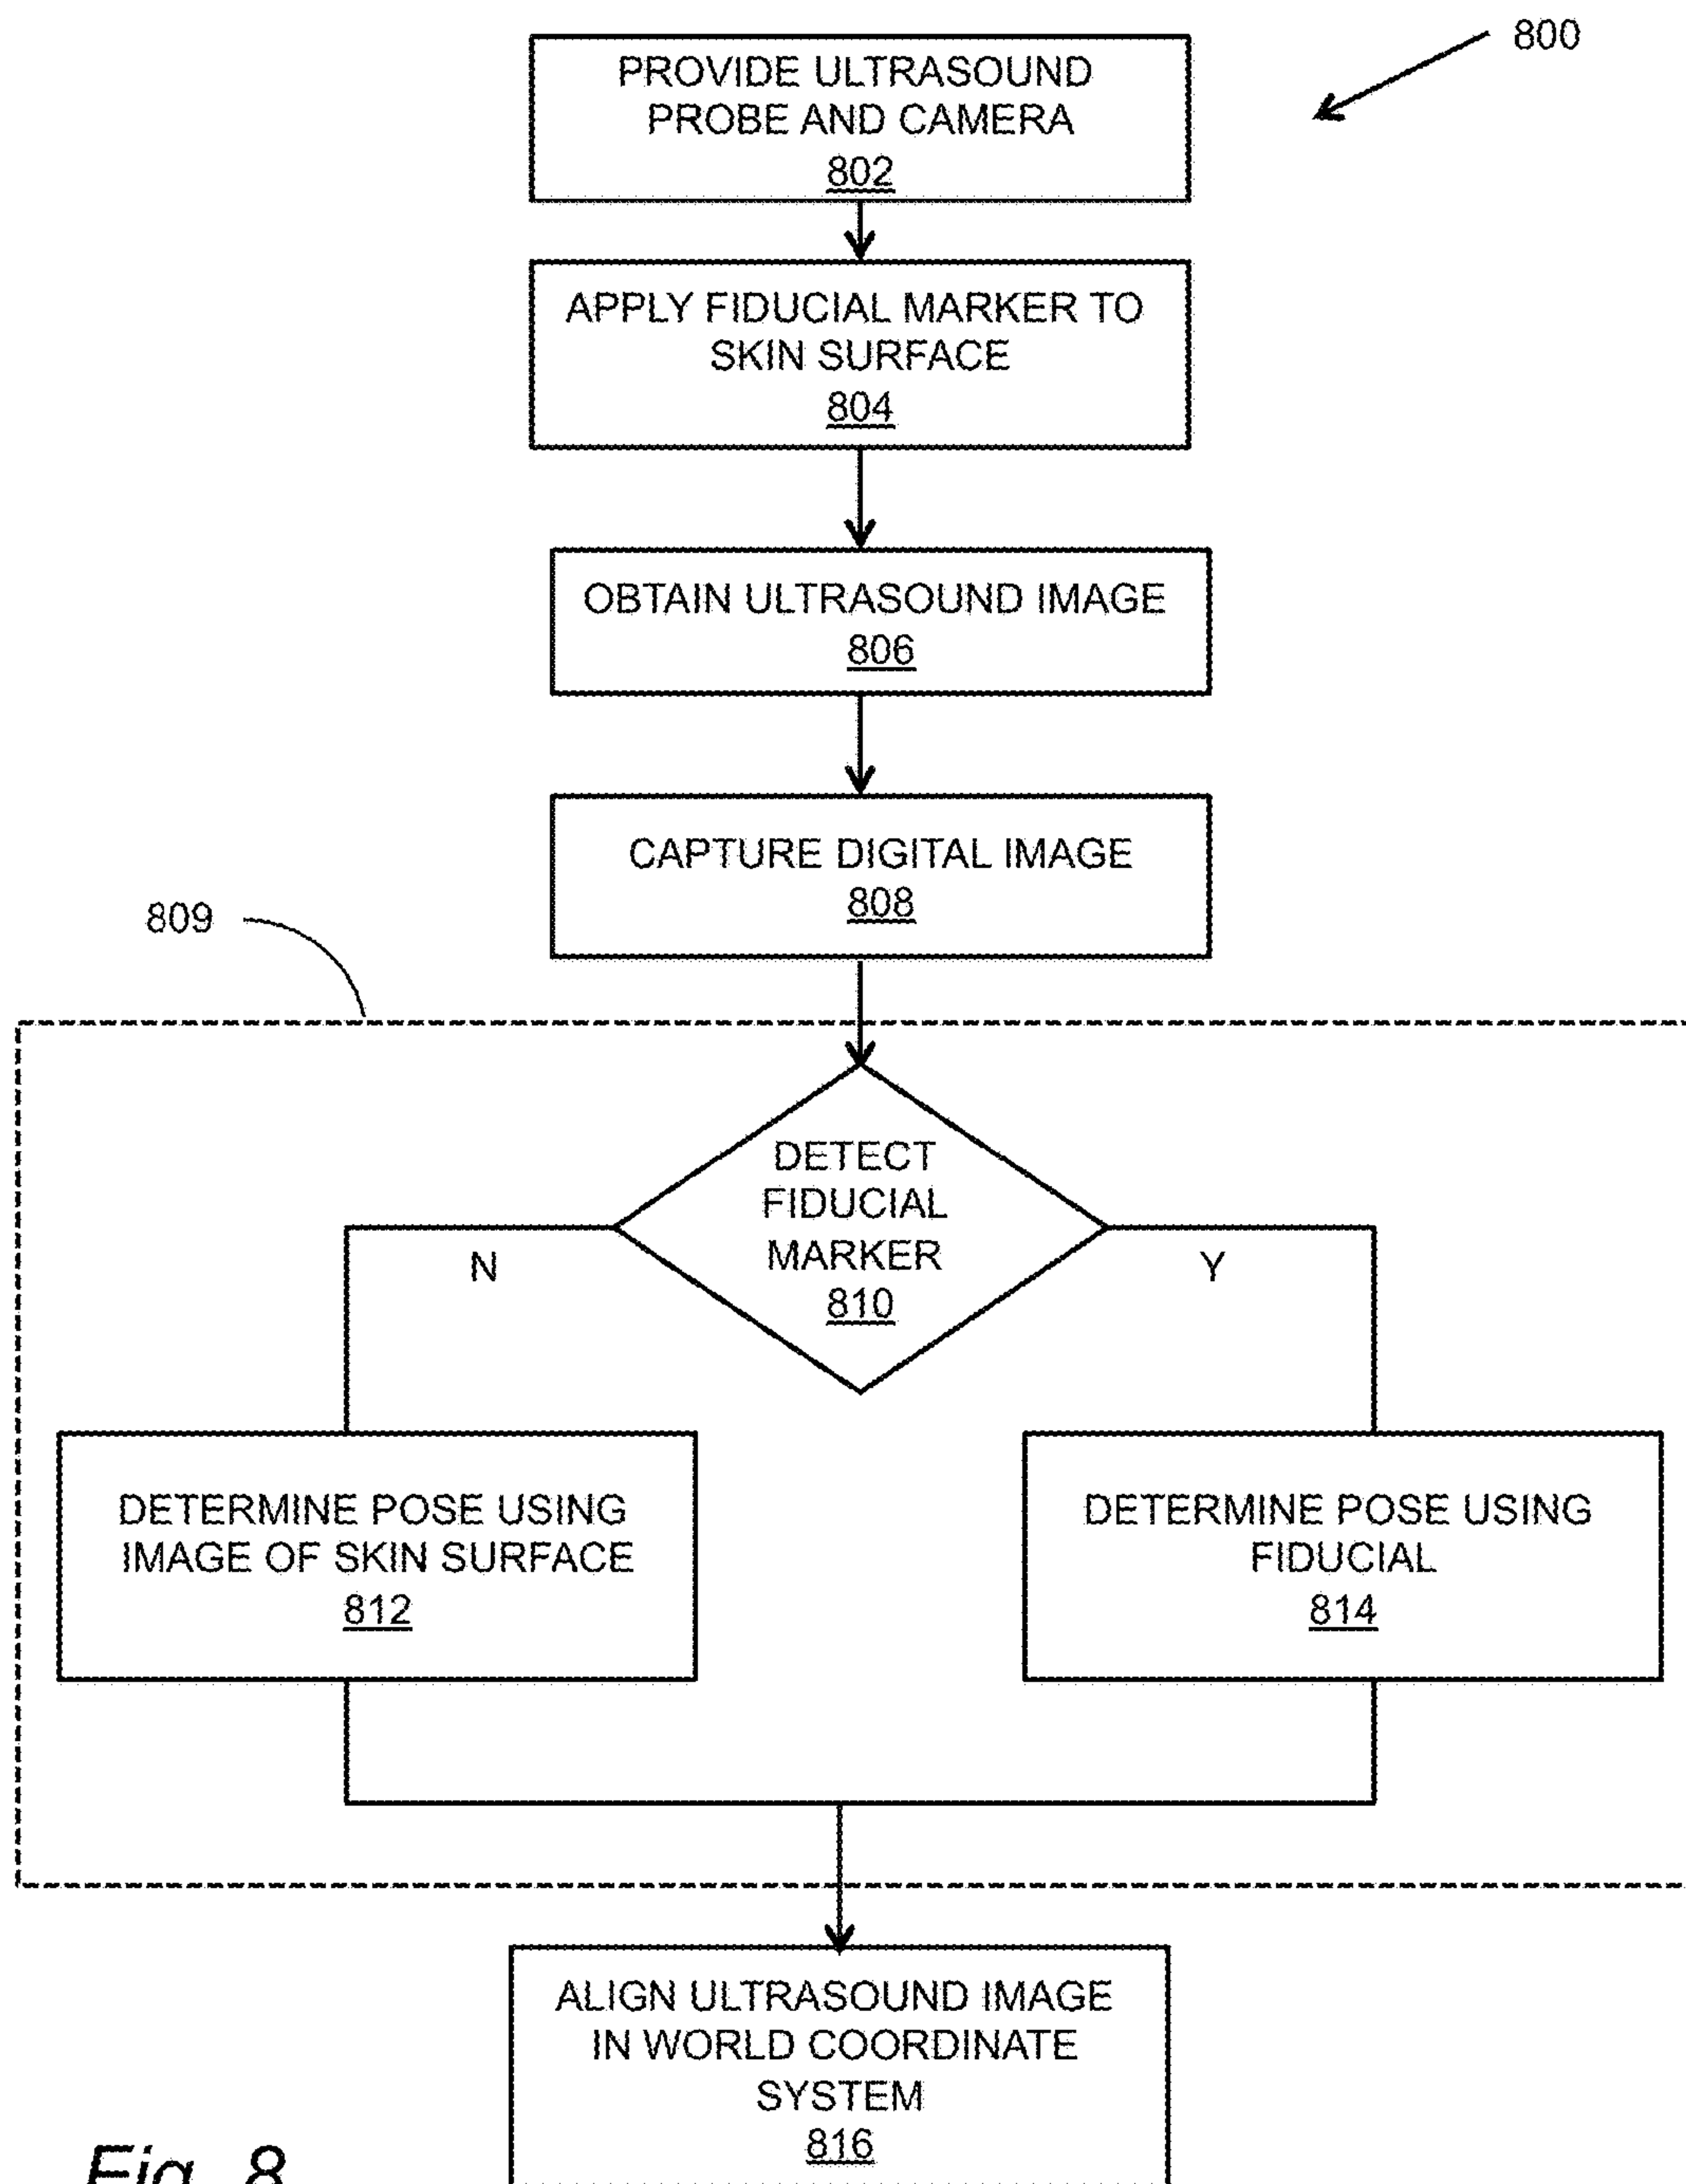 800
PROVIDE ULTRASOUND
PROBE AND CAMERA
802
APPLY FIDUCIAL MARKER TO
SKIN SURFACE
804
OBTAIN ULTRASOUND IMAGE
806
CAPTURE DIGITAL IMAGE
808
809
DETECT
FIDUCIAL
MARKER
810
N
Y
DETERMINE POSE USING
IMAGE OF SKIN SURFACE
812
DETERMINE POSE USING
FIDUCIAL
814
ALIGN ULTRASOUND IMAGE
IN WORLD COORDINATE
SYSTEM
816
Fig. 8